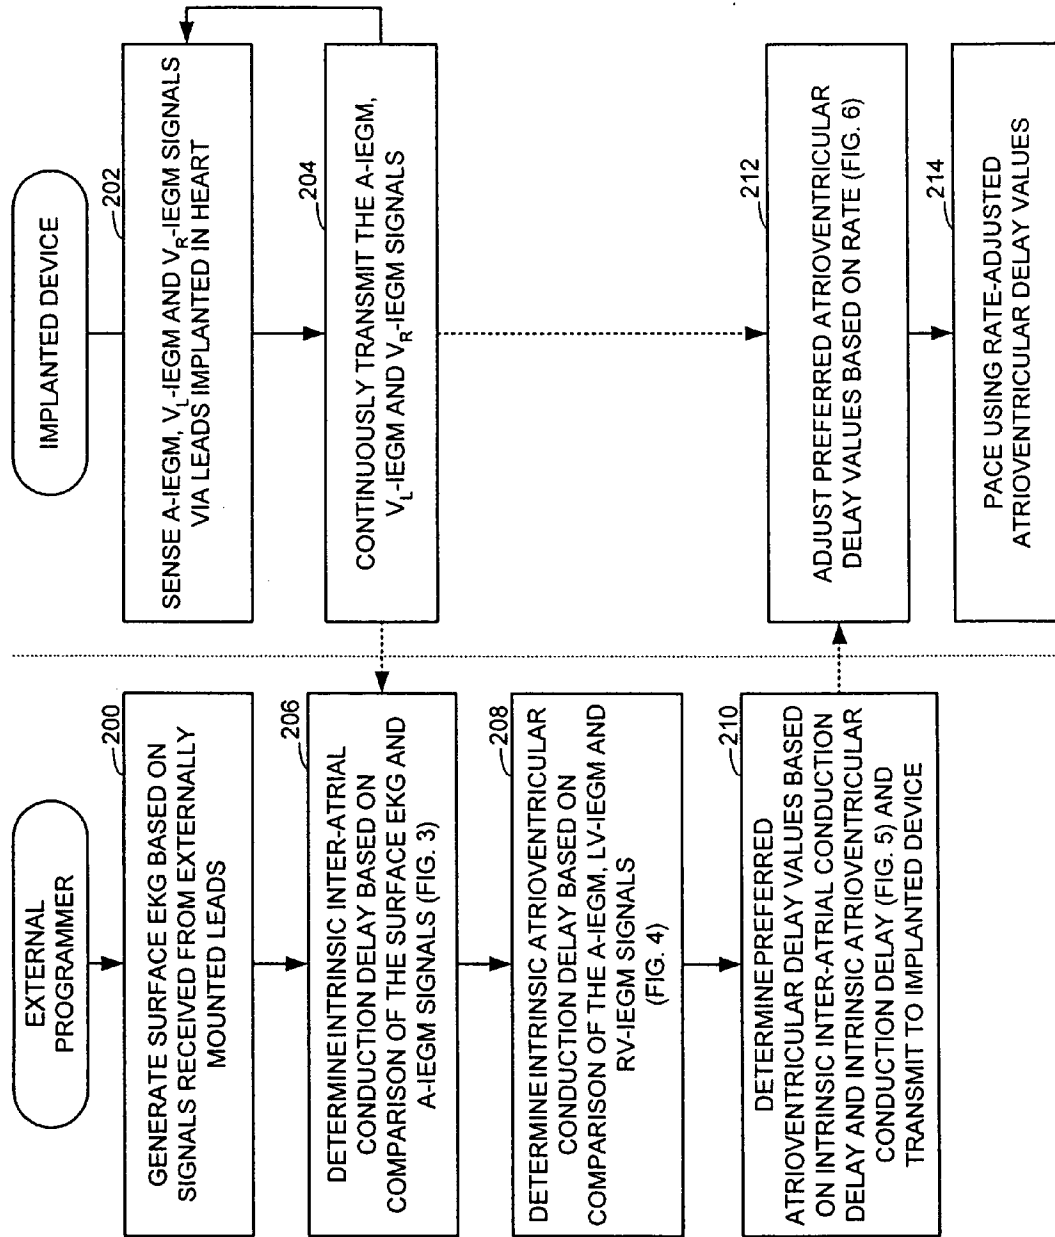 EXTERNAL
PROGRAMMER
200
GENERATE SURFACE EKG BASED ON
SIGNALS RECEIVED FROM EXTERNALLY
MOUNTED LEADS
206
DETERMINE INTRINSIC INTER-ATRIAL
CONDUCTION DELAY BASED ON
COMPARISON OF THE SURFACE EKG AND
A-IEGM SIGNALS (FIG. 3)
208
DETERMINE INTRINSIC ATRIOVENTRICULAR
CONDUCTION DELAY BASED ON
COMPARISON OF THE A-IEGM, LV-IEGM AND
RV-IEGM SIGNALS
(FIG. 4)
210
DETERMINE PREFERRED
ATRIOVENTRICULAR DELAY VALUES BASED
ON INTRINSIC INTER-ATRIAL CONDUCTION
DELAY AND INTRINSIC ATRIOVENTRICULAR
CONDUCTION DELAY (FIG. 5) AND
TRANSMIT TO IMPLANTED DEVICE
IMPLANTED DEVICE
202
SENSE A-IEGM, V_L-IEGM AND V_R-IEGM SIGNALS
VIA LEADS IMPLANTED IN HEART
204
CONTINUOUSLY TRANSMIT THE A-IEGM,
V_L-IEGM AND V_R-IEGM SIGNALS
212
ADJUST PREFERRED ATRIOVENTRICULAR
DELAY VALUES BASED ON RATE (FIG. 6)
214
PACE USING RATE-ADJUSTED
ATRIOVENTRICULAR DELAY VALUES